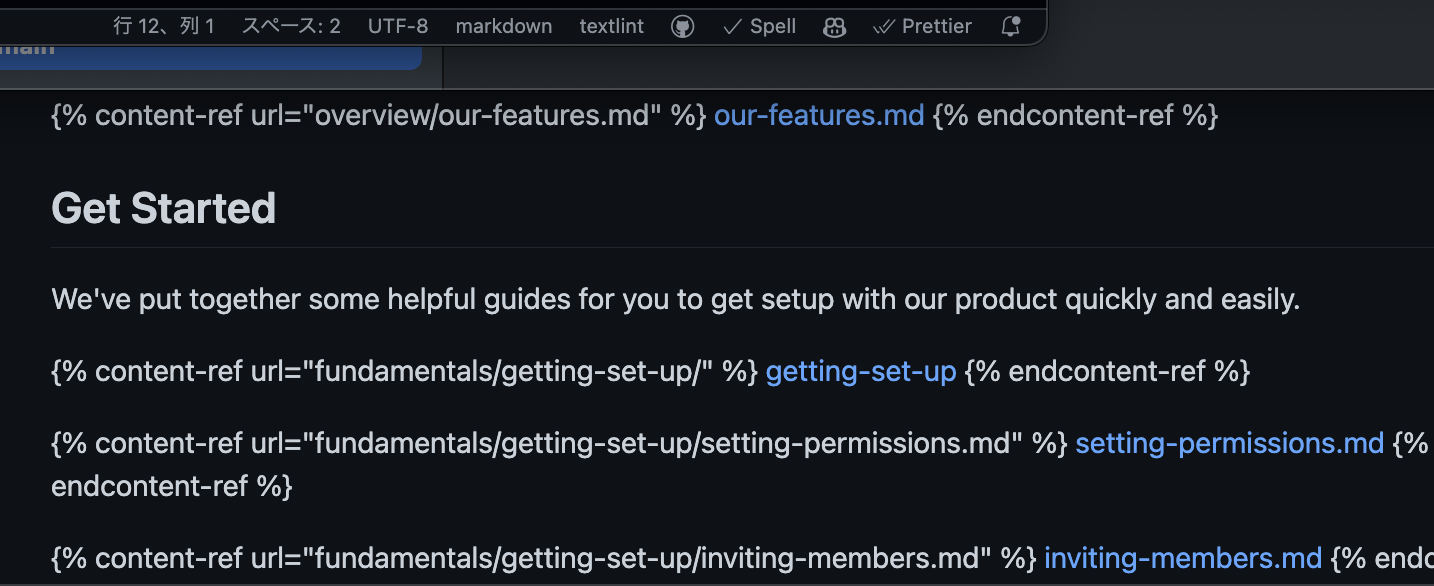 行 12、列 1 スペース: 2 UTF-8 markdown textlint Spell Prettier
main
{% content-ref url="overview/our-features.md" %} our-features.md {% endcontent-ref %}
Get Started
We've put together some helpful guides for you to get setup with our product quickly and easily.
{% content-ref url="fundamentals/getting-set-up/" %} getting-set-up {% endcontent-ref %}
{% content-ref url="fundamentals/getting-set-up/setting-permissions.md" %} setting-permissions.md {%
endcontent-ref %}
{% content-ref url="fundamentals/getting-set-up/inviting-members.md" %} inviting-members.md {% endc